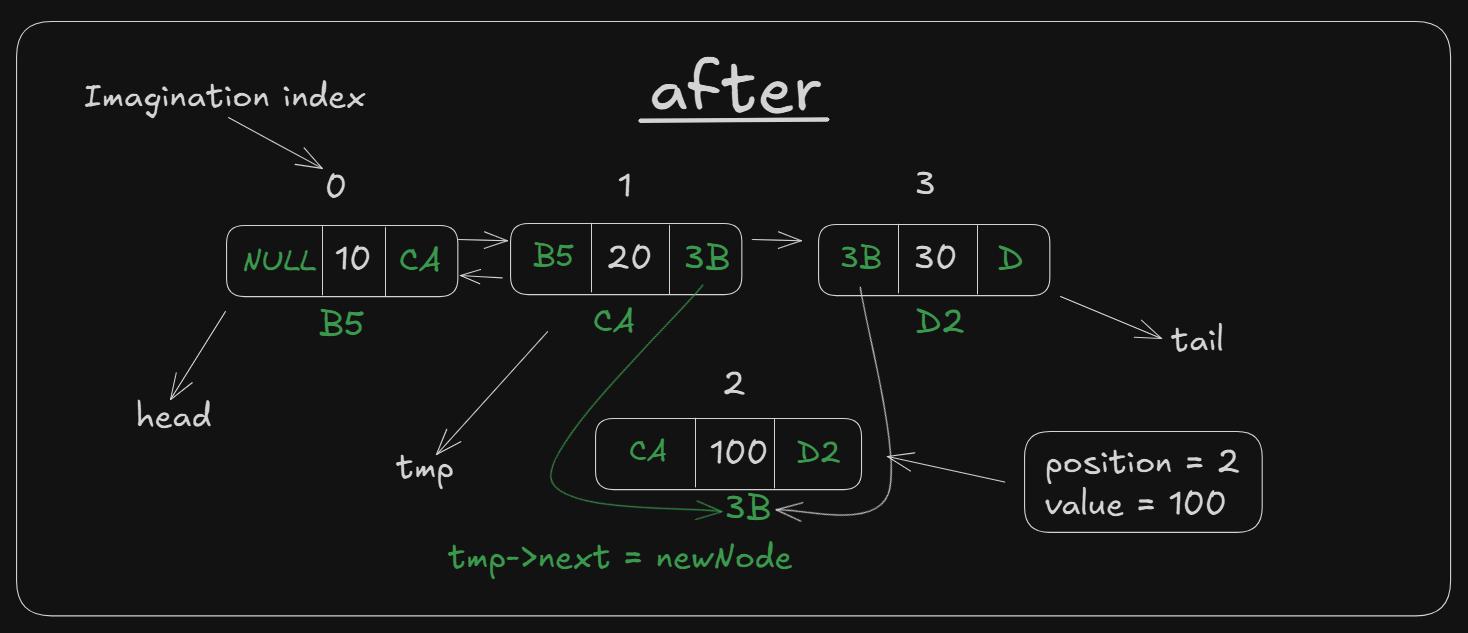 after
Imagination index
0
1
3
NULL 10 CA
B5 20 3B
3B 30 D
B5
CA
D2
tail
head
2
tmp
CA 100 D2
position = 2
value = 100
3B
tmp->next = newNode